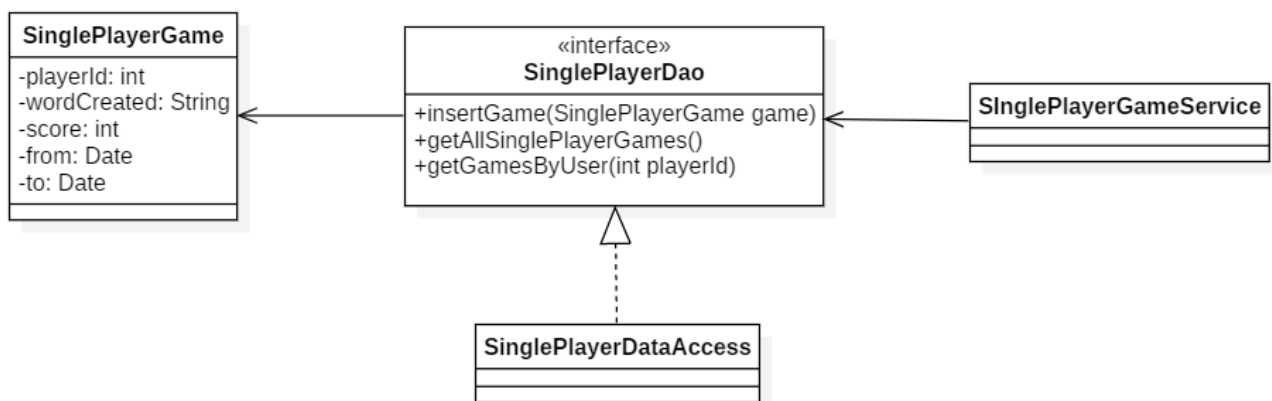 SinglePlayerGame
-playerId: int
-wordCreated: String
-score: int
-from: Date
-to: Date
«interface»
SinglePlayerDao
+insertGame(SinglePlayerGame game)
+getAllSinglePlayerGames()
+getGamesByUser(int playerId)
SInglePlayerGameService
SinglePlayerDataAccess